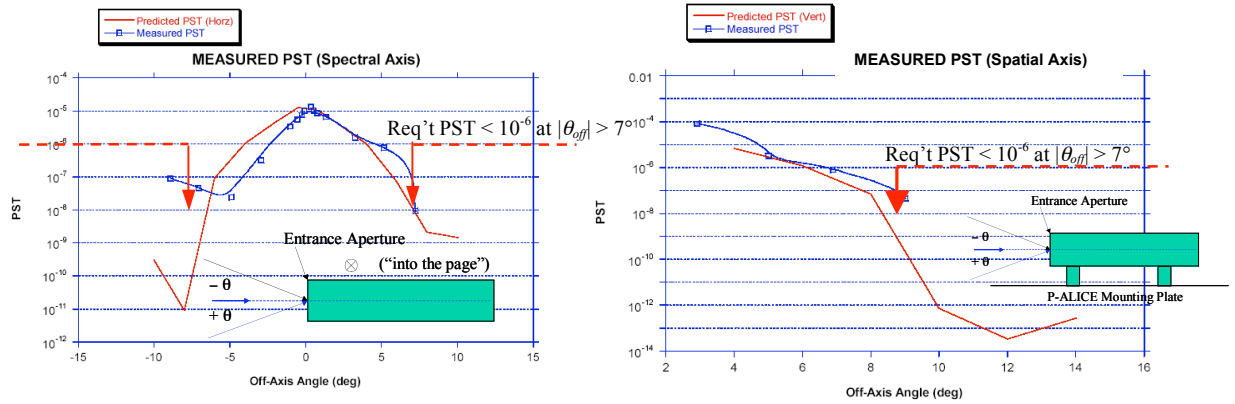 Predicted PST (Horz)
Measured PST
MEASURED PST (Spectral Axis)
10^-4
10^-5
10^-6
10^-7
10^-8
10^-9
10^-10
10^-11
10^-12
PST
-15
-10
-5
0
5
10
15
Off-Axis Angle (deg)
Req't PST < 10^-6 at |θ_off| > 7°
Entrance Aperture
("into the page")
− θ
+ θ
Predicted PST (Vert)
Measured PST
MEASURED PST (Spatial Axis)
0.01
10^-4
10^-6
10^-8
10^-10
10^-12
10^-14
PST
2
4
6
8
10
12
14
16
Off-Axis Angle (deg)
Req't PST < 10^-6 at |θ_off| > 7°
Entrance Aperture
− θ
+ θ
P-ALICE Mounting Plate